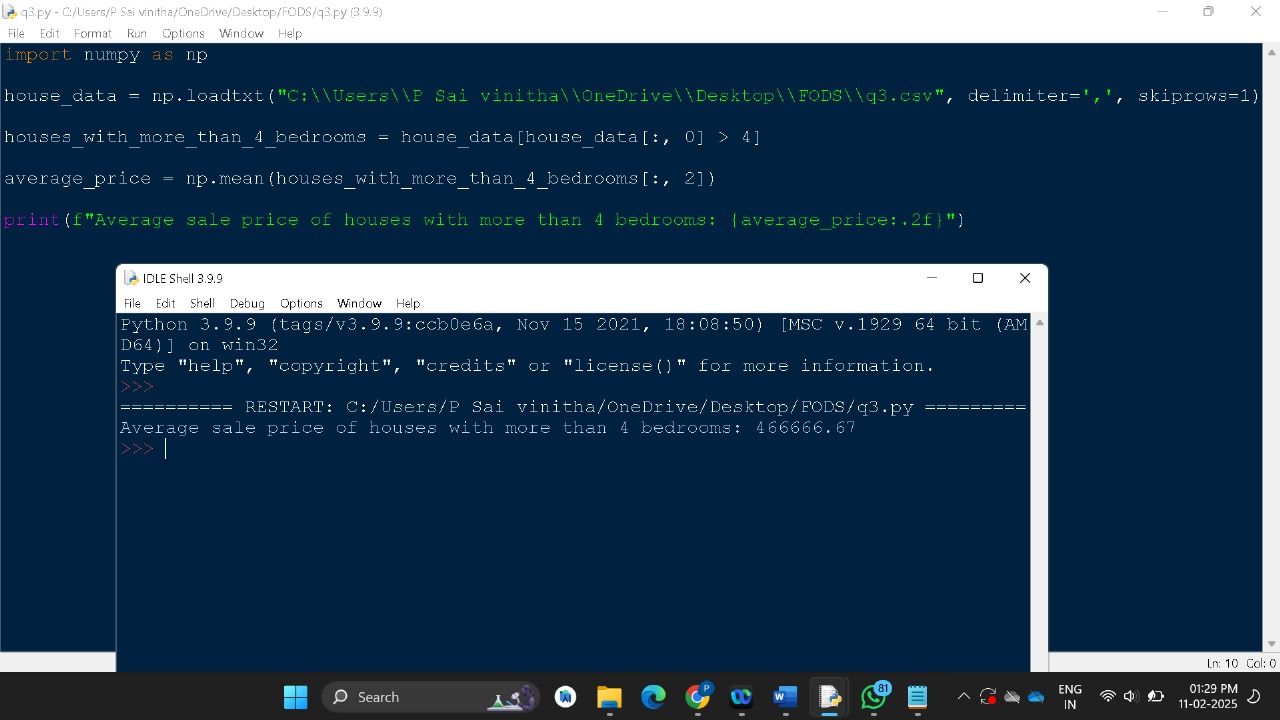 q3.py - C:/Users/P Sai vinitha/OneDrive/Desktop/FODS/q3.py (3.9.9)
File Edit Format Run Options Window Help
import numpy as np
house_data = np.loadtxt("C:\\Users\\P Sai vinitha\\OneDrive\\Desktop\\FODS\\q3.csv", delimiter=',', skiprows=1)
houses_with_more_than_4_bedrooms = house_data[house_data[:, 0] > 4]
average_price = np.mean(houses_with_more_than_4_bedrooms[:, 2])
print(f"Average sale price of houses with more than 4 bedrooms: {average_price:.2f}")
IDLE Shell 3.9.9
File Edit Shell Debug Options Window Help
Python 3.9.9 (tags/v3.9.9:ccb0e6a, Nov 15 2021, 18:08:50) [MSC v.1929 64 bit (AM
D64)] on win32
Type "help", "copyright", "credits" or "license()" for more information.
>>>
========== RESTART: C:/Users/P Sai vinitha/OneDrive/Desktop/FODS/q3.py =========
Average sale price of houses with more than 4 bedrooms: 466666.67
>>>
Ln: 10 Col: 0
Search
P
81
ENG
IN
01:29 PM
11-02-2025